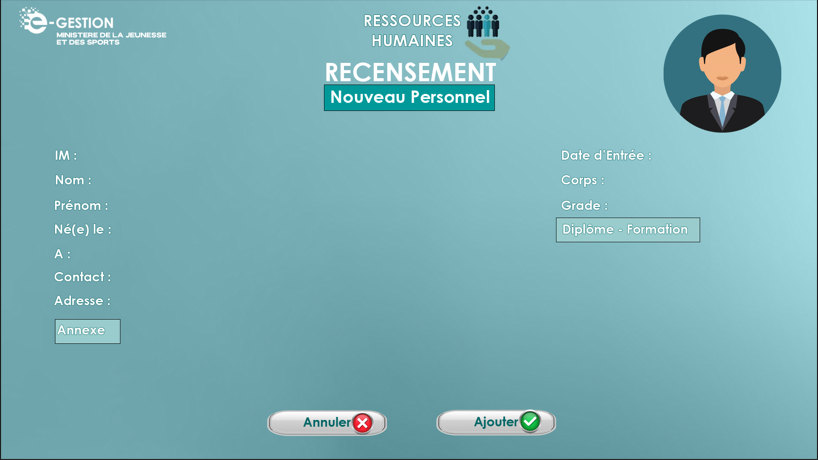 e-GESTION
MINISTERE DE LA JEUNESSE
ET DES SPORTS
RESSOURCES
HUMAINES
RECENSEMENT
Nouveau Personnel
IM :
Nom :
Prénom :
Né(e) le :
A :
Contact :
Adresse :
Annexe
Date d'Entrée :
Corps :
Grade :
Diplôme - Formation
Annuler
Ajouter